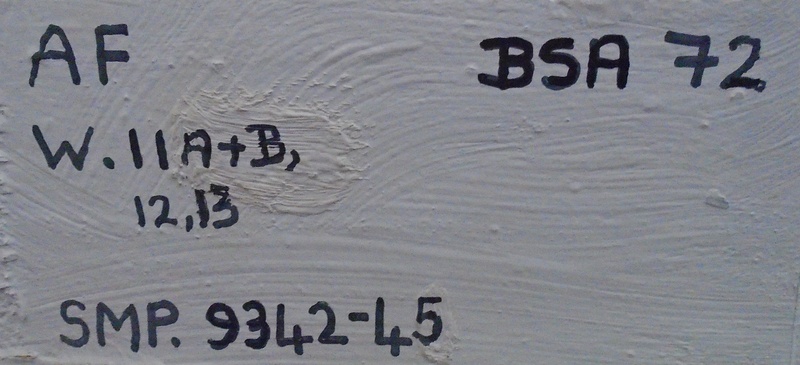 AF BSA 72
W.11A+B,
12,13
SMP. 9342-45